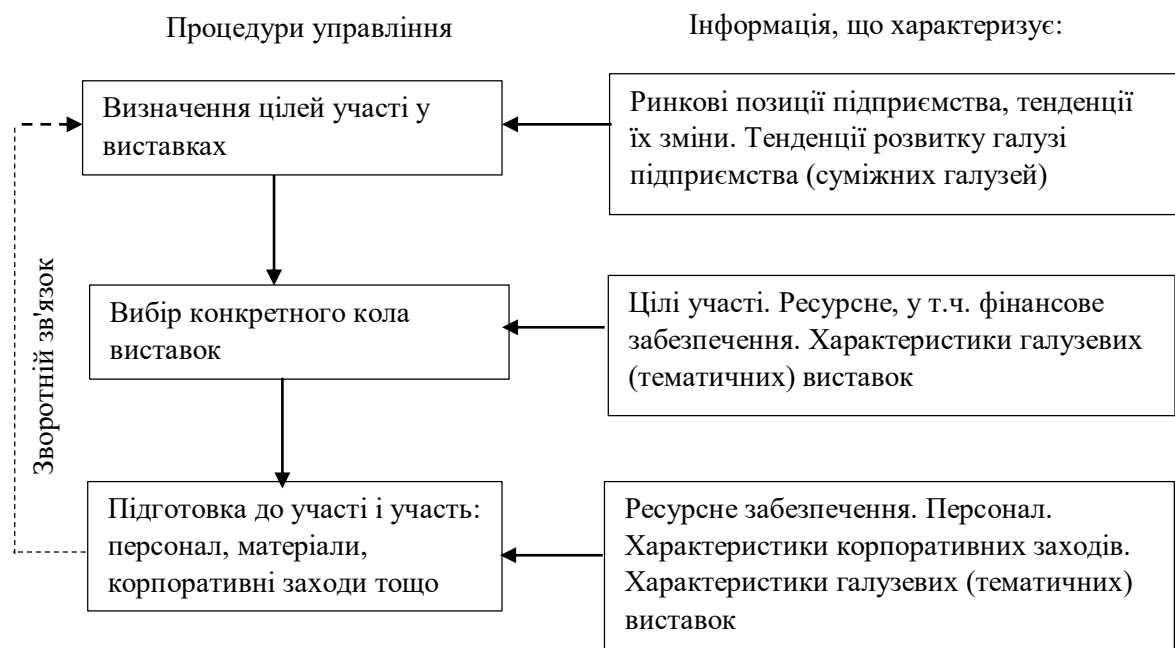 Процедури управління
Інформація, що характеризує:
Визначення цілей участі у
виставках
Ринкові позиції підприємства, тенденції
їх зміни. Тенденції розвитку галузі
підприємства (суміжних галузей)
Зворотній зв'язок
Вибір конкретного кола
виставок
Цілі участі. Ресурсне, у т.ч. фінансове
забезпечення. Характеристики галузевих
(тематичних) виставок
Підготовка до участі і участь:
персонал, матеріали,
корпоративні заходи тощо
Ресурсне забезпечення. Персонал.
Характеристики корпоративних заходів.
Характеристики галузевих (тематичних)
виставок